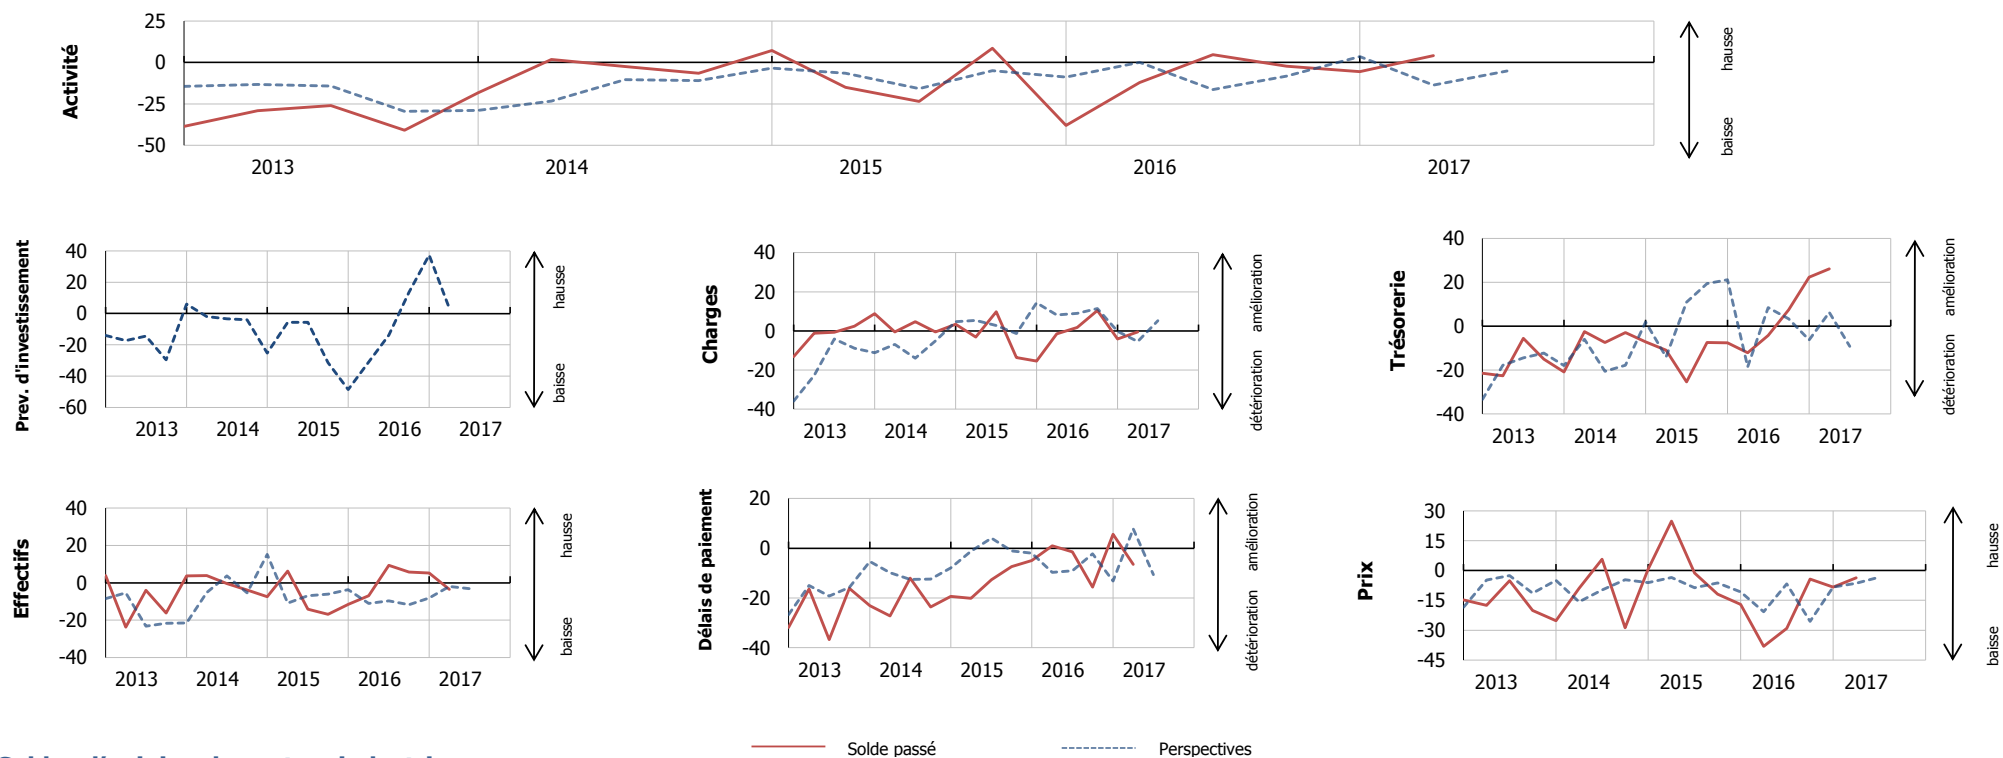 Activité
25
0
-25
-50
2013 2014 2015 2016 2017
hausse
baisse
Prev. d'investissement
40
20
0
-20
-40
-60
2013 2014 2015 2016 2017
hausse
baisse
Charges
40
20
0
-20
-40
2013 2014 2015 2016 2017
amélioration
détérioration
Trésorerie
40
20
0
-20
-40
2013 2014 2015 2016 2017
amélioration
détérioration
Effectifs
40
20
0
-20
-40
2013 2014 2015 2016 2017
hausse
baisse
Délais de paiement
20
0
-20
-40
2013 2014 2015 2016 2017
amélioration
détérioration
Prix
30
15
0
-15
-30
-45
2013 2014 2015 2016 2017
hausse
baisse
Solde passé Perspectives